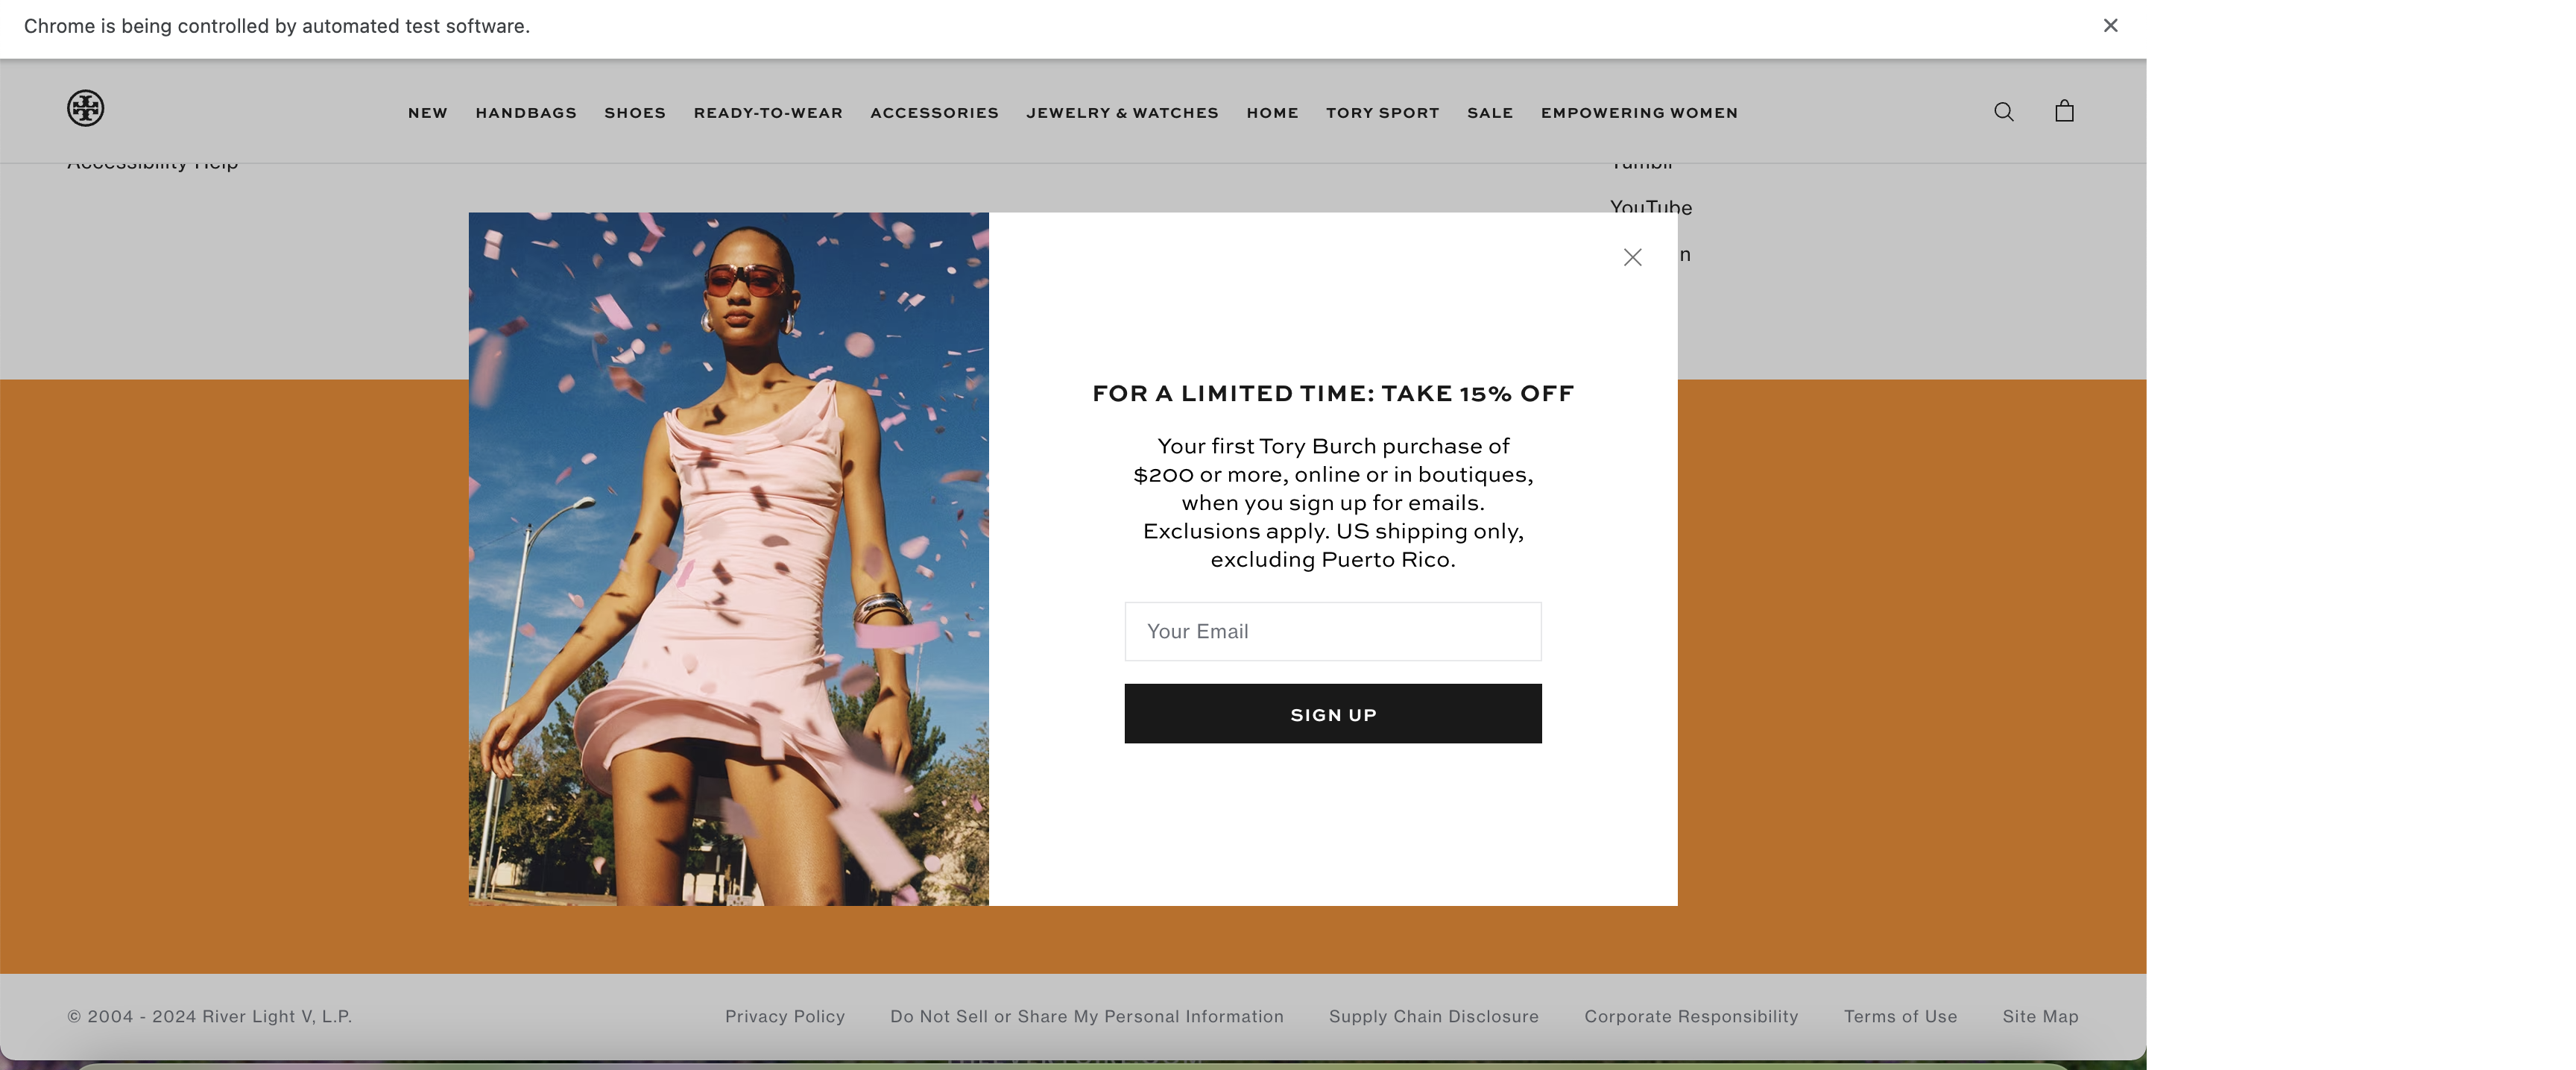 Chrome is being controlled by automated test software.
NEW HANDBAGS SHOES READY-TO-WEAR ACCESSORIES JEWELRY & WATCHES HOME TORY SPORT SALE EMPOWERING WOMEN
Accessibility Help
Tumblr
YouTube
FOR A LIMITED TIME: TAKE 15% OFF
Your first Tory Burch purchase of
$200 or more, online or in boutiques,
when you sign up for emails.
Exclusions apply. US shipping only,
excluding Puerto Rico.
Your Email
SIGN UP
© 2004 - 2024 River Light V, L.P.
Privacy Policy
Do Not Sell or Share My Personal Information
Supply Chain Disclosure
Corporate Responsibility
Terms of Use
Site Map